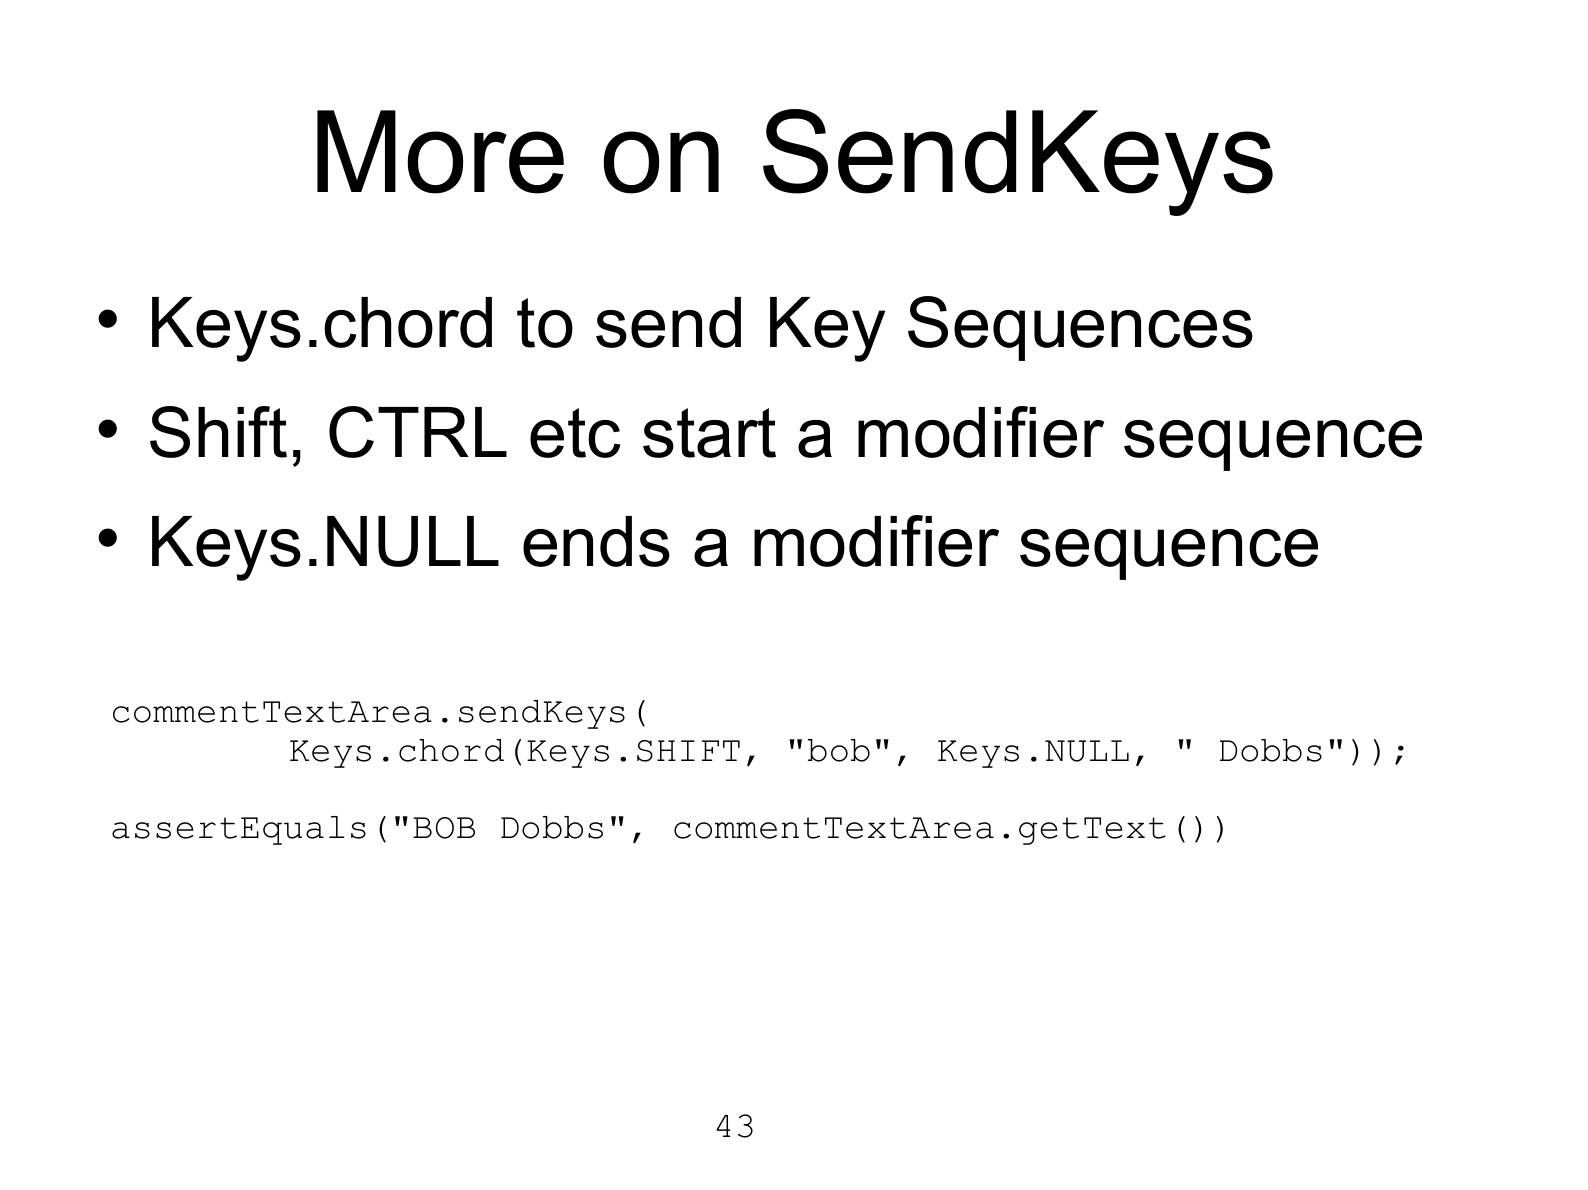 More on SendKeys
• Keys.chord to send Key Sequences
• Shift, CTRL etc start a modifier sequence
• Keys.NULL ends a modifier sequence
commentTextArea.sendKeys(
Keys.chord(Keys.SHIFT, "bob", Keys.NULL, " Dobbs"));
assertEquals("BOB Dobbs", commentTextArea.getText())
43